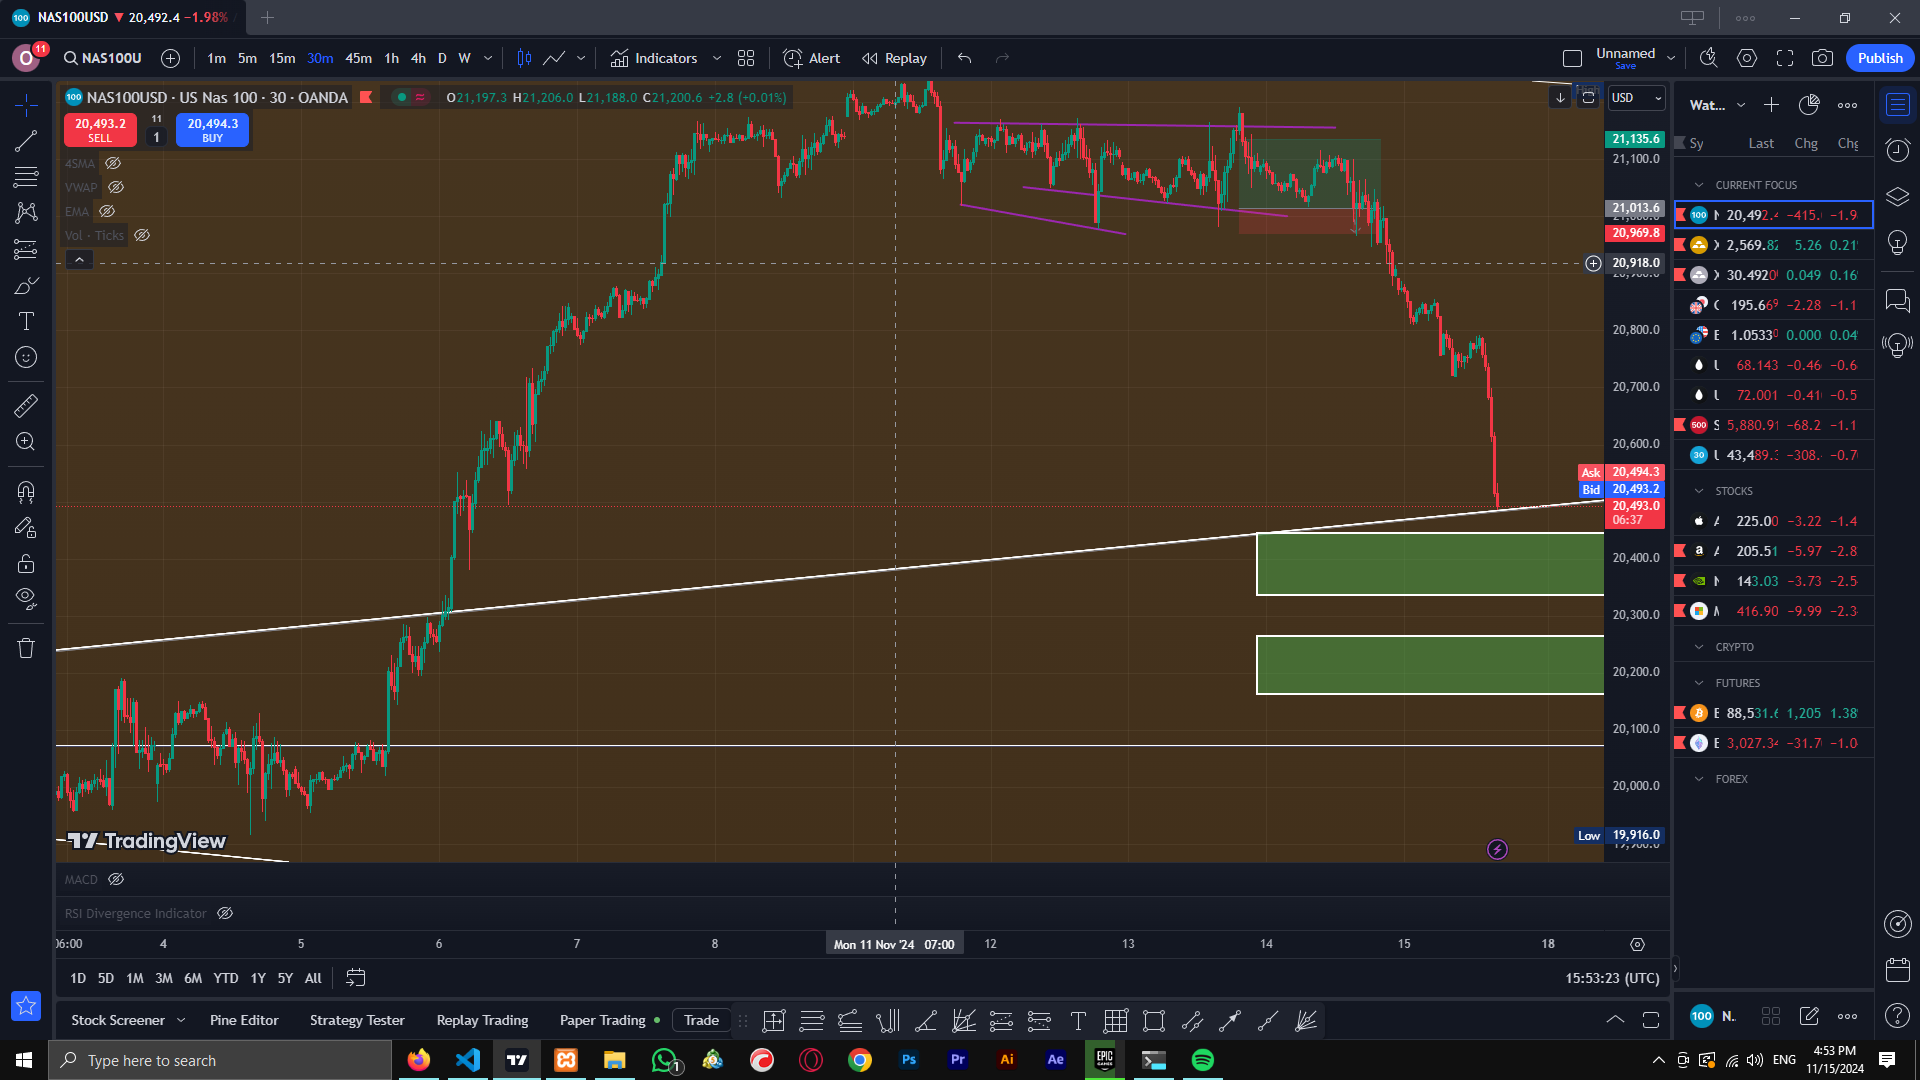 NAS100USD ▼ 20,492.4 −1.98%
11
NAS100U
1m 5m 15m 30m 45m 1h 4h D W
Indicators
Alert
Replay
Unnamed
Save
Publish
NAS100USD · US Nas 100 · 30 · OANDA
O21,197.3 H21,206.0 L21,188.0 C21,200.6 +2.8 (+0.01%)
20,493.2
SELL
11
1
20,494.3
BUY
4SMA
VWAP
EMA
Vol · Ticks
High
USD
21,135.6
21,100.0
21,013.6
20,969.8
20,918.0
20,800.0
20,700.0
20,600.0
Ask 20,494.3
Bid 20,493.2
20,493.0
06:37
20,400.0
20,300.0
20,200.0
20,100.0
20,000.0
Low 19,916.0
TradingView
MACD
RSI Divergence Indicator
06:00 4 5 6 7 8 Mon 11 Nov '24 07:00 12 13 14 15 18
1D 5D 1M 3M 6M YTD 1Y 5Y All
15:53:23 (UTC)
Stock Screener
Pine Editor
Strategy Tester
Replay Trading
Paper Trading
Trade
Wat...
Sy Last Chg
CURRENT FOCUS
20,492.4 −415. −1.9
2,569.82 5.26 0.21
30.492 0.049 0.16
195.669 −2.28 −1.1
1.0533 0.000 0.04
68.143 −0.46 −0.6
72.001 −0.41 −0.5
500 S 5,880.91 −68.2 −1.1
30 43,489.3 −308. −0.7
STOCKS
225.00 −3.22 −1.4
205.51 −5.97 −2.8
143.03 −3.73 −2.5
416.90 −9.99 −2.3
CRYPTO
FUTURES
88,531.6 1,205 1.38
3,027.34 −31.7 −1.0
FOREX
100 N..
Type here to search
1
Ps
Pr
Ai
Ae
EPIC GAMES
ENG
4:53 PM
11/15/2024